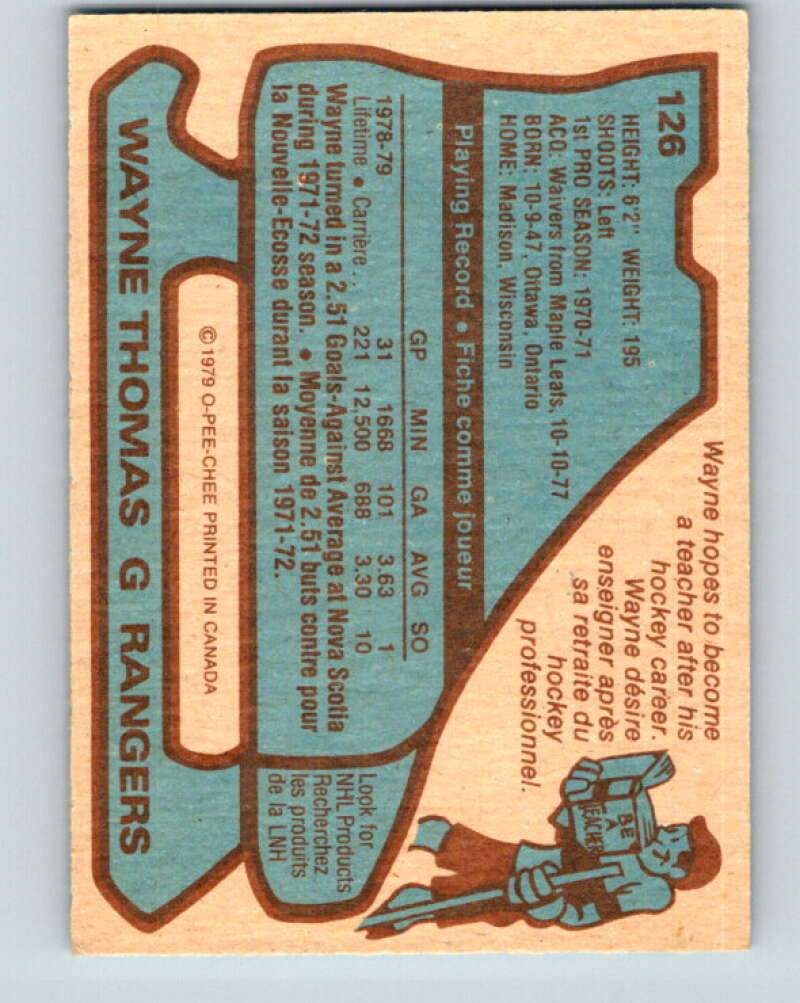 126
HEIGHT: 6'2" WEIGHT: 195
SHOOTS: Left
1st PRO SEASON: 1970-71
ACQ: Waivers from Maple Leafs, 10-10-77
BORN: 10-9-47, Ottawa, Ontario
HOME: Madison, Wisconsin
Wayne hopes to become
a teacher after his
hockey career.
Wayne désire
enseigner après
sa retraite du
hockey
professionnel.
BE
A
TEACHER
Playing Record • Fiche comme joueur
GP MIN GA AVG SO
1978-79 31 1668 101 3.63 1
Lifetime • Carrière .. 221 12,500 688 3.30 10
Wayne turned in a 2.51 Goals-Against Average at Nova Scotia
during 1971-72 season. • Moyenne de 2.51 buts contre pour
la Nouvelle-Ecosse durant la saison 1971-72.
Look for
NHL Products
Recherchez
les produits
de la LNH
© 1979 O-PEE-CHEE PRINTED IN CANADA
WAYNE THOMAS G RANGERS